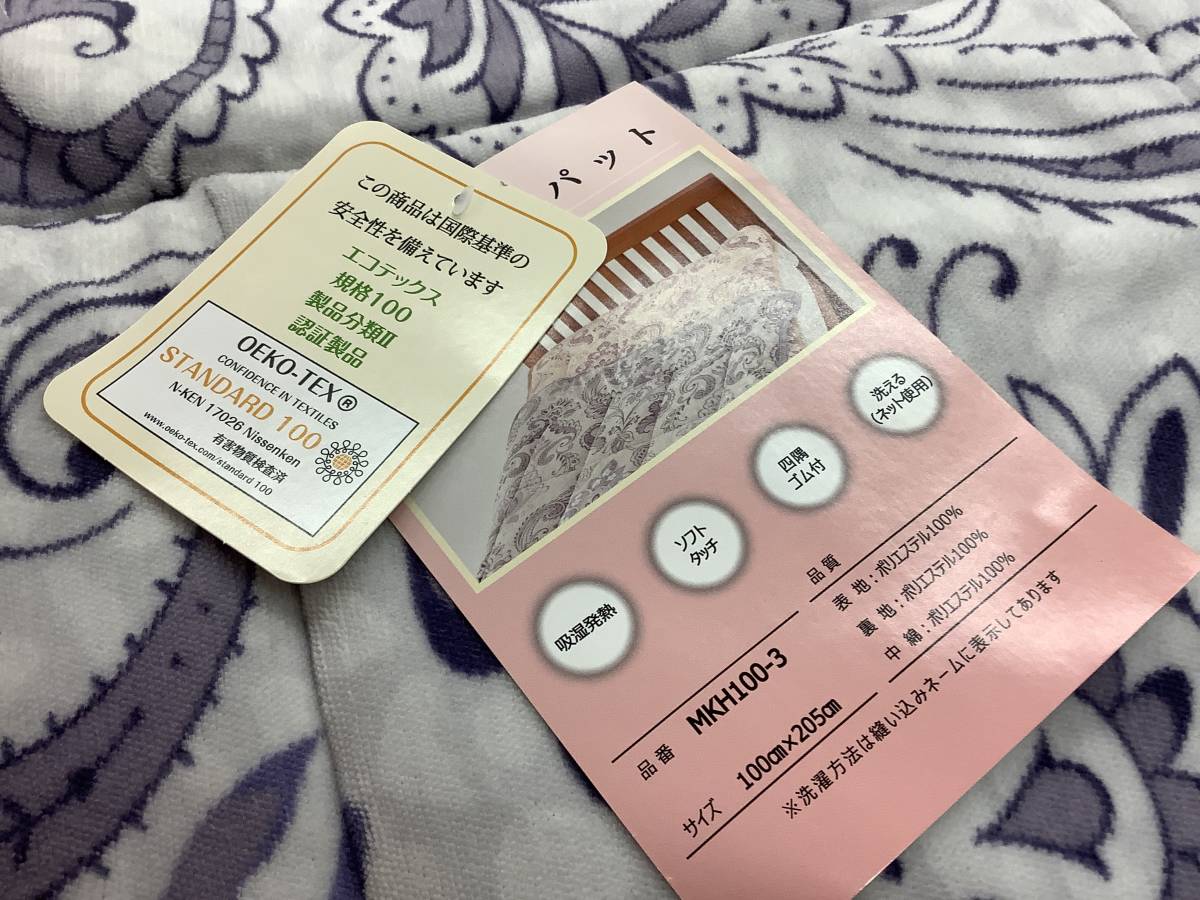 この商品は国際基準の
安全性を備えています
エコテックス
規格100
製品分類II
認証製品
OEKO-TEX®
CONFIDENCE IN TEXTILES
STANDARD 100
N-KEN 17026 Nissenken
有害物質検査済
www.oeko-tex.com/standard 100
パット
吸湿発熱
ソフト
タッチ
四隅
ゴム付
洗える
(ネット使用)
品番 MKH100-3
サイズ 100cm×205cm
品質
表地:ポリエステル100%
裏地:ポリエステル100%
中綿:ポリエステル100%
※洗濯方法は縫い込みネームに表示してあります